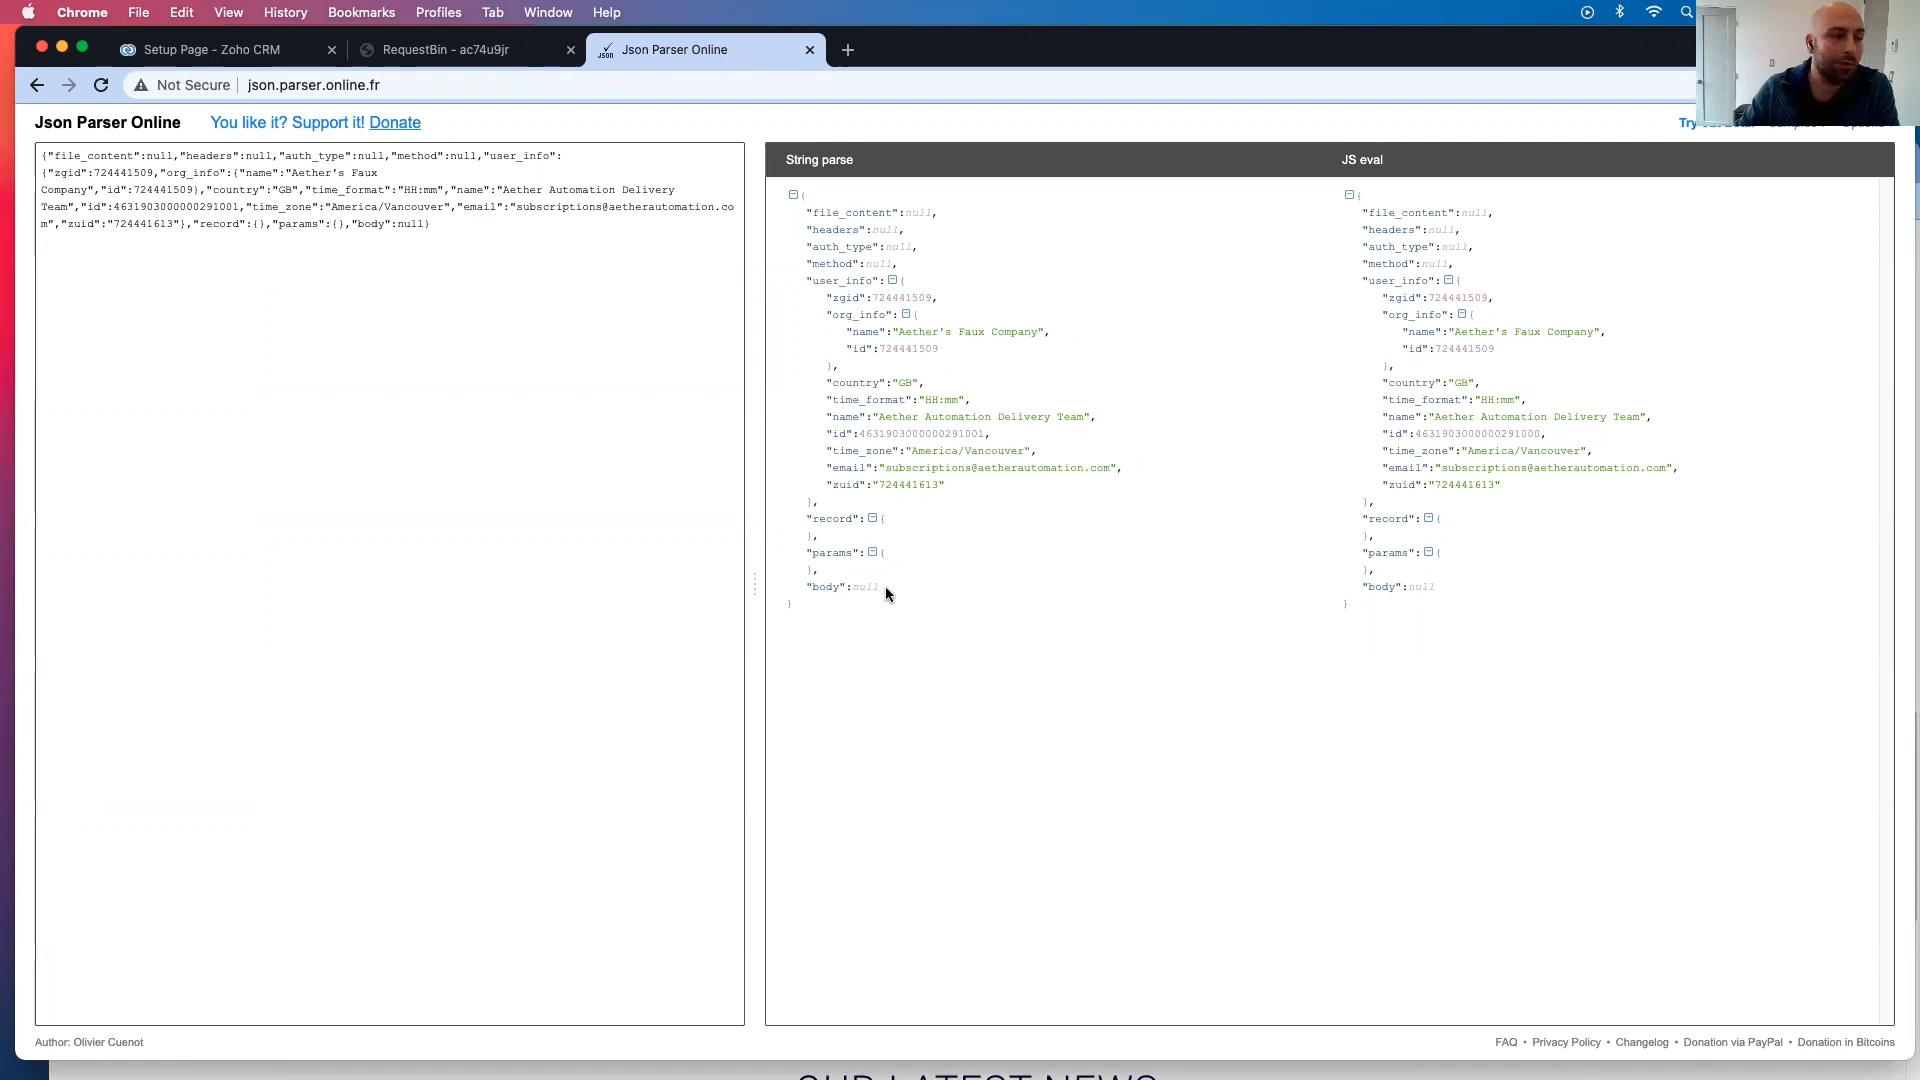 Chrome File Edit View History Bookmarks Profiles Tab Window Help
Setup Page - Zoho CRM
RequestBin - ac74u9jr
JSON
Json Parser Online
Not Secure json.parser.online.fr
Json Parser Online
You like it? Support it! Donate
Try
{"file_content":null,"headers":null,"auth_type":null,"method":null,"user_info":
{"zgid":724441509,"org_info":{"name":"Aether's Faux
Company","id":724441509},"country":"GB","time_format":"HH:mm","name":"Aether Automation Delivery
Team","id":4631903000000291001,"time_zone":"America/Vancouver","email":"subscriptions@aetherautomation.co
m","zuid":"724441613"},"record":{},"params":{},"body":null}
String parse
{
"file_content":null,
"headers":null,
"auth_type":null,
"method":null,
"user_info":{
"zgid":724441509,
"org_info":{
"name":"Aether's Faux Company",
"id":724441509
},
"country":"GB",
"time_format":"HH:mm",
"name":"Aether Automation Delivery Team",
"id":4631903000000291001,
"time_zone":"America/Vancouver",
"email":"subscriptions@aetherautomation.com",
"zuid":"724441613"
},
"record":{
},
"params":{
},
"body":null
}
JS eval
{
"file_content":null,
"headers":null,
"auth_type":null,
"method":null,
"user_info":{
"zgid":724441509,
"org_info":{
"name":"Aether's Faux Company",
"id":724441509
},
"country":"GB",
"time_format":"HH:mm",
"name":"Aether Automation Delivery Team",
"id":4631903000000291000,
"time_zone":"America/Vancouver",
"email":"subscriptions@aetherautomation.com",
"zuid":"724441613"
},
"record":{
},
"params":{
},
"body":null
}
Author: Olivier Cuenot
FAQ • Privacy Policy • Changelog • Donation via PayPal • Donation in Bitcoins
OUR LATEST NEWS